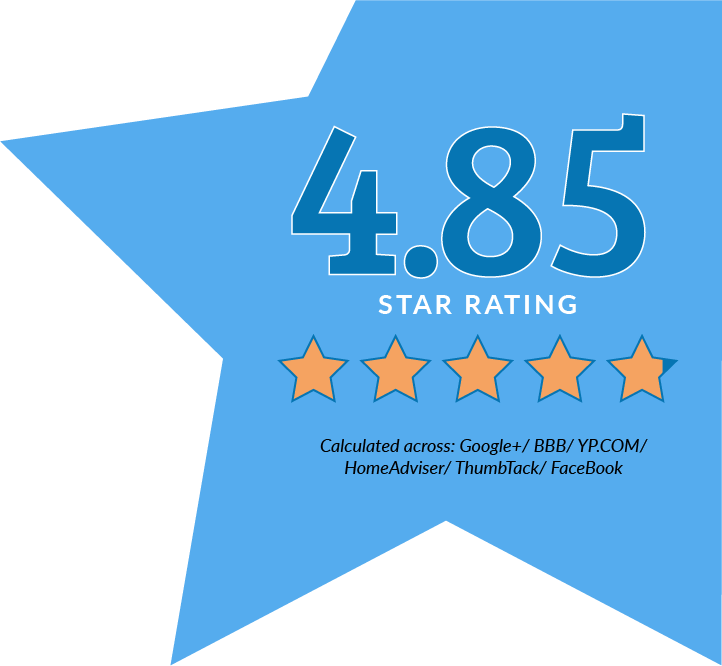 4.85
STAR RATING
Calculated across: Google+/ BBB/ YP.COM/
HomeAdviser/ ThumbTack/ FaceBook